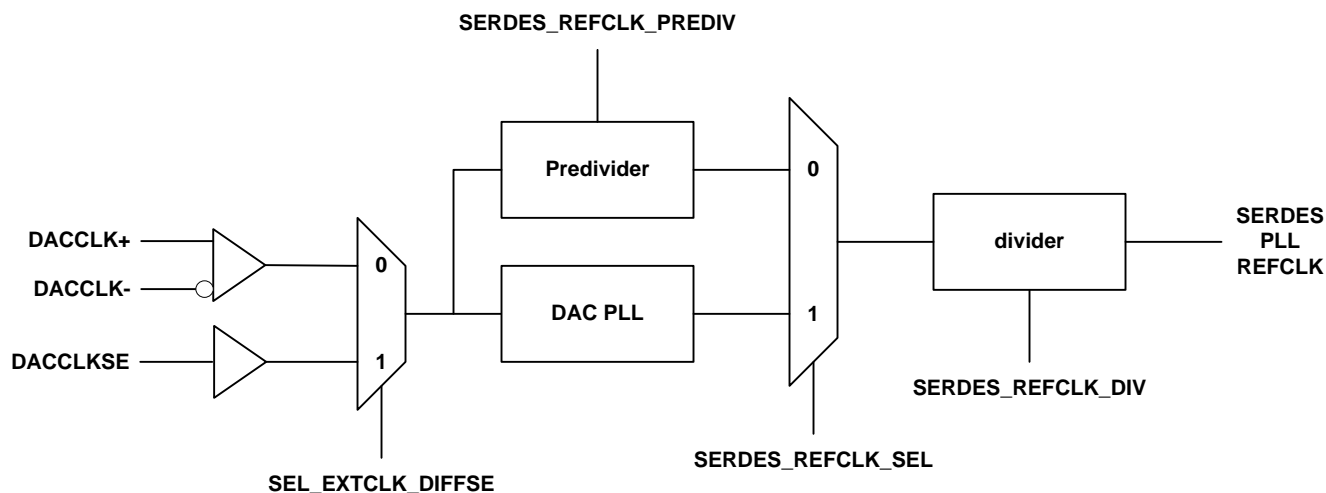 SERDES_REFCLK_PREDIV
Predivider
0
DACCLK+
DACCLK-
DACCLKSE
0
1
DAC PLL
1
divider
SERDES
PLL
REFCLK
SERDES_REFCLK_DIV
SERDES_REFCLK_SEL
SEL_EXTCLK_DIFFSE